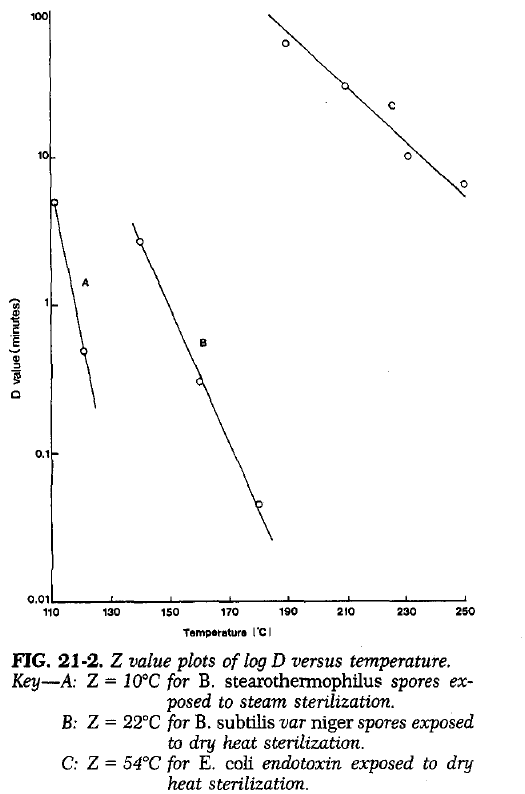 100
10
1
0.1
0.01
D value (minutes)
A
B
C
110 130 150 170 190 210 230 250
Temperature (°C)
FIG. 21-2. Z value plots of log D versus temperature.
Key—A: Z = 10°C for B. stearothermophilus spores ex-
posed to steam sterilization.
B: Z = 22°C for B. subtilis var niger spores exposed
to dry heat sterilization.
C: Z = 54°C for E. coli endotoxin exposed to dry
heat sterilization.